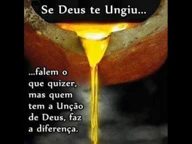 Se Deus te Ungiu...
...falem o
que quizer,
mas quem
tem a Unção
de Deus, faz
a diferença.